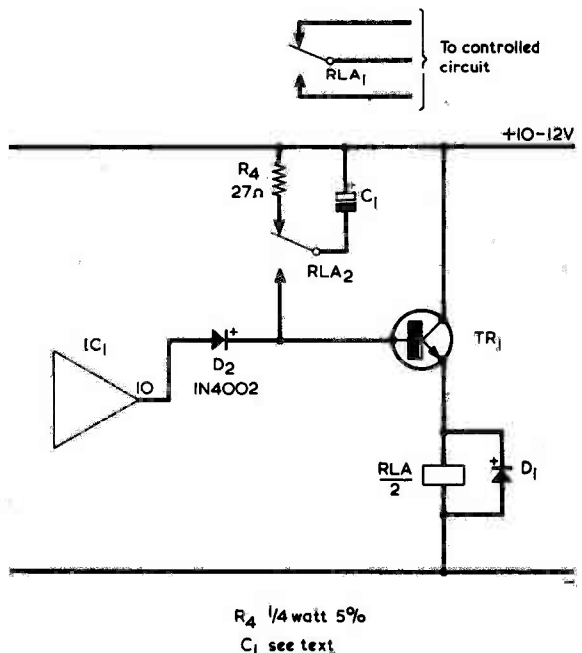 To controlled
circuit
RLA1
+10-12V
R4
27Ω
C1
+
RLA2
IC1
10
+
D2
1N4002
TR1
RLA
2
+
D1
-
R4 1/4 watt 5%
C1 see text